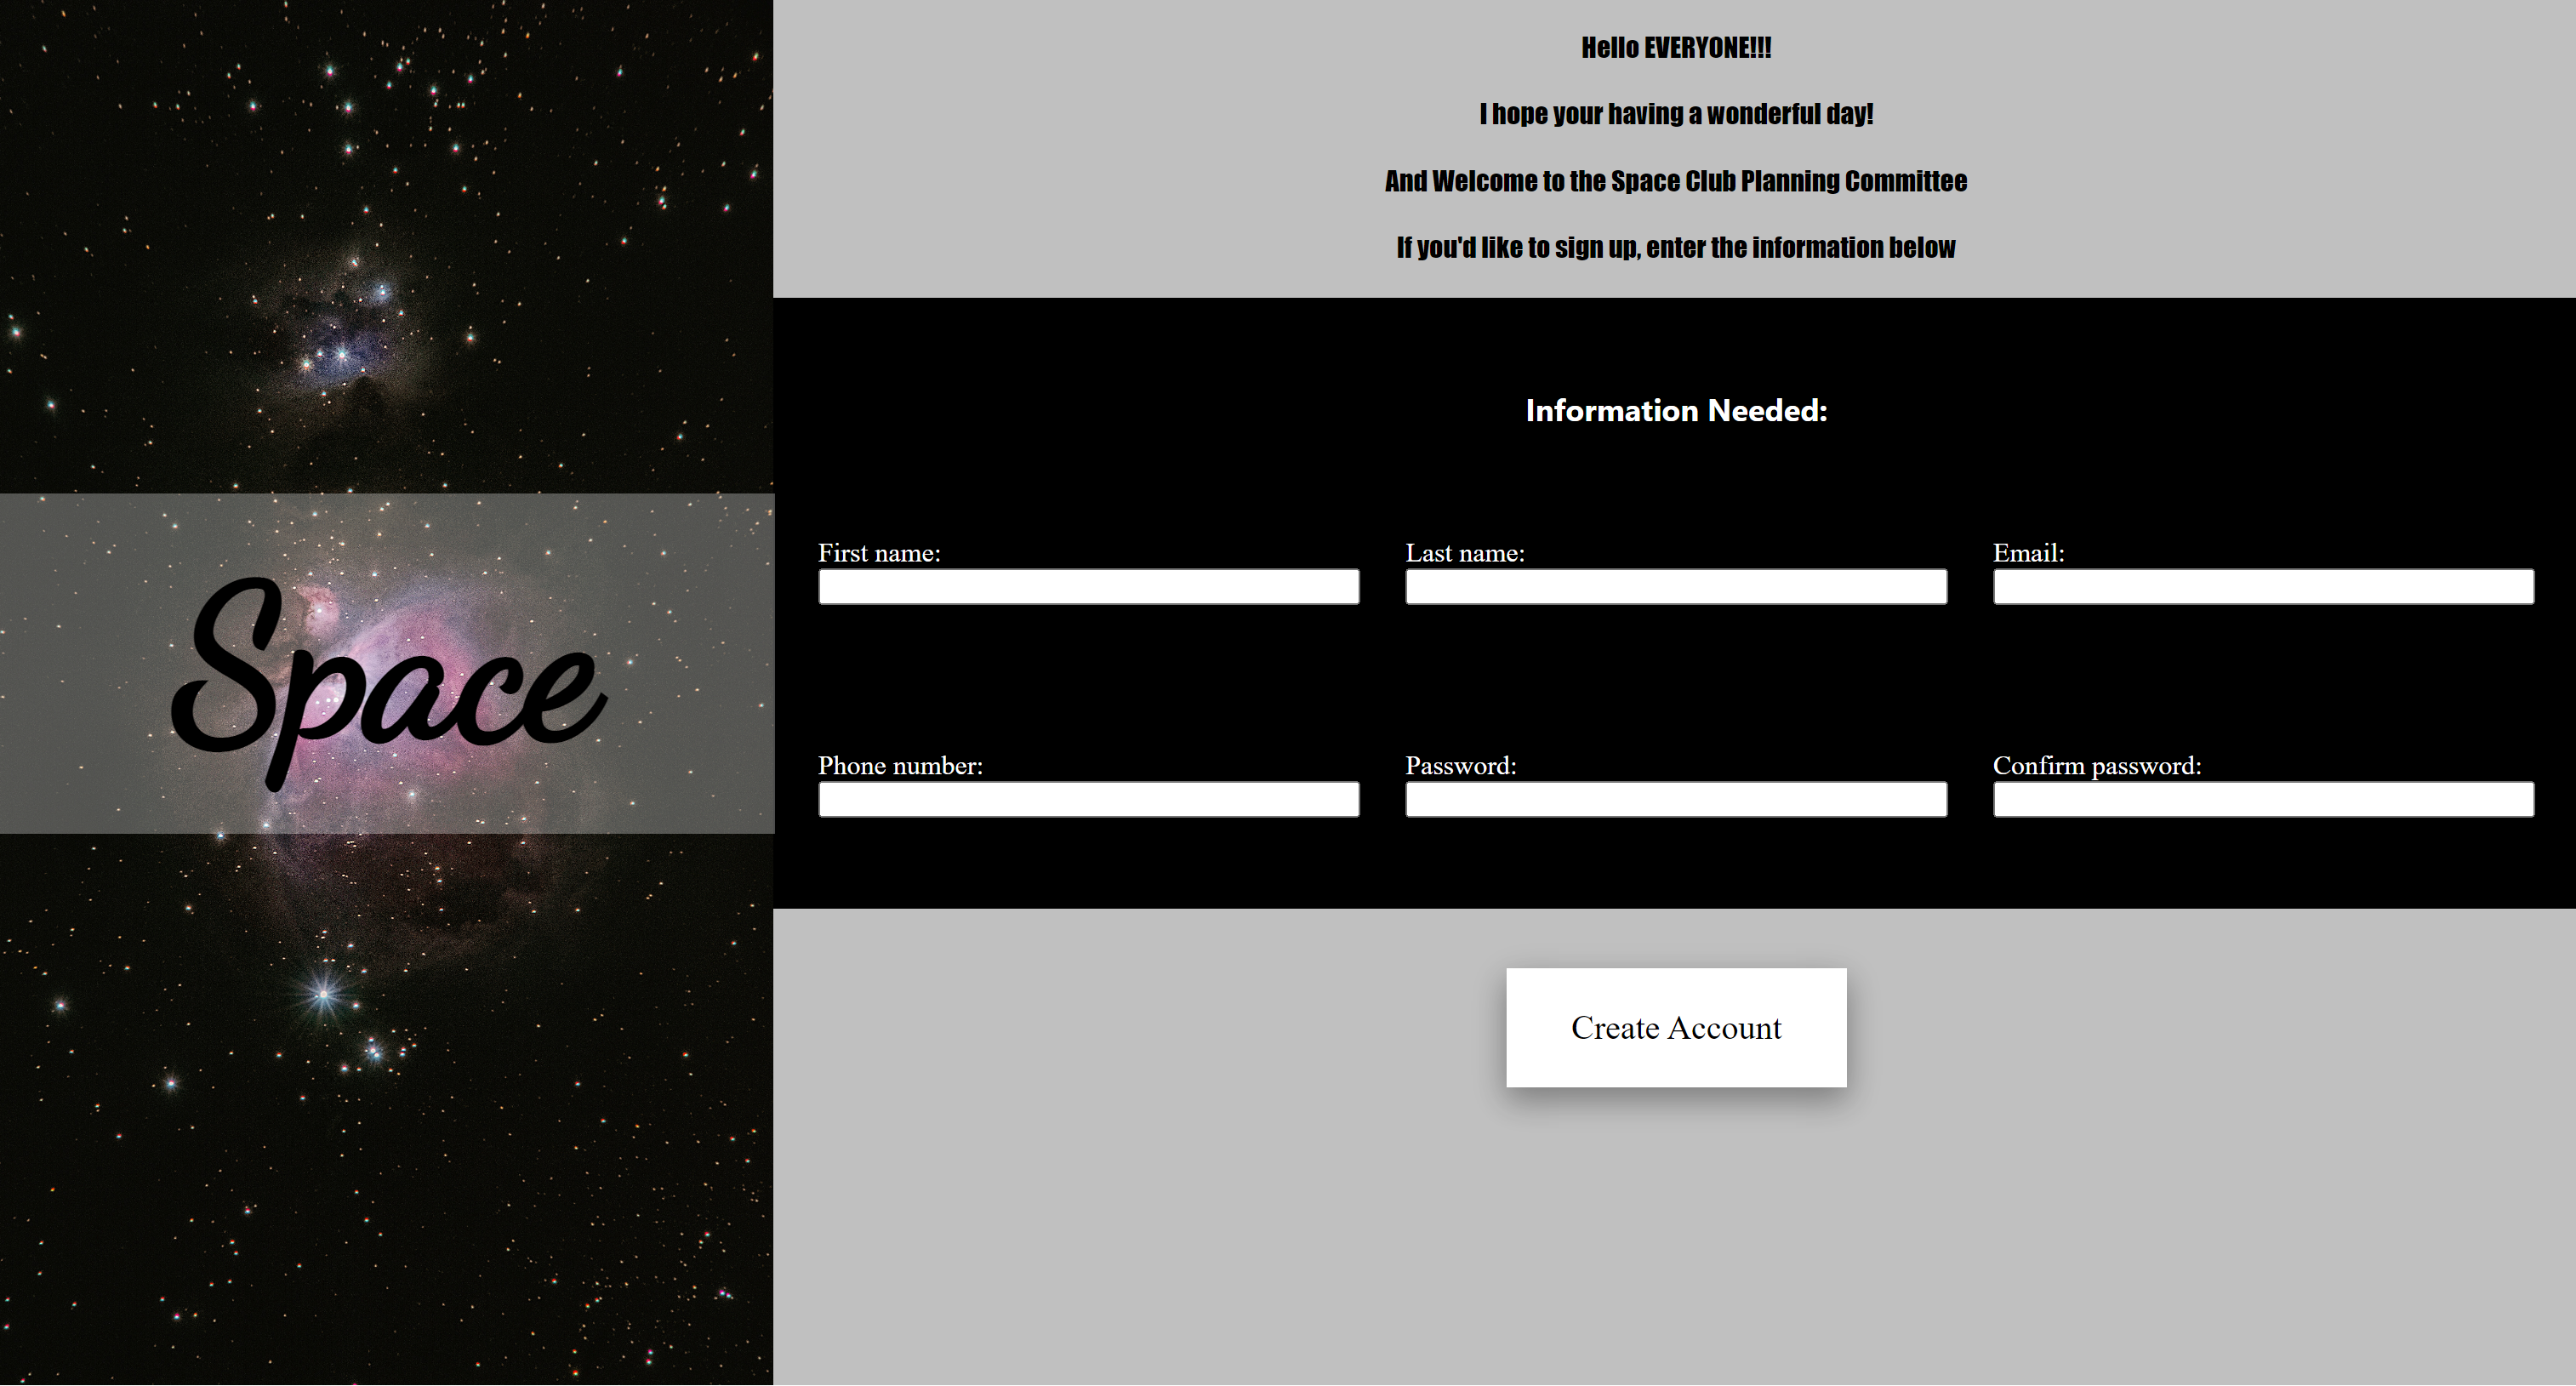 Hello EVERYONE!!!
I hope your having a wonderful day!
And Welcome to the Space Club Planning Committee
If you'd like to sign up, enter the information below
Information Needed:
First name:
Last name:
Email:
Space
Phone number:
Password:
Confirm password:
Create Account